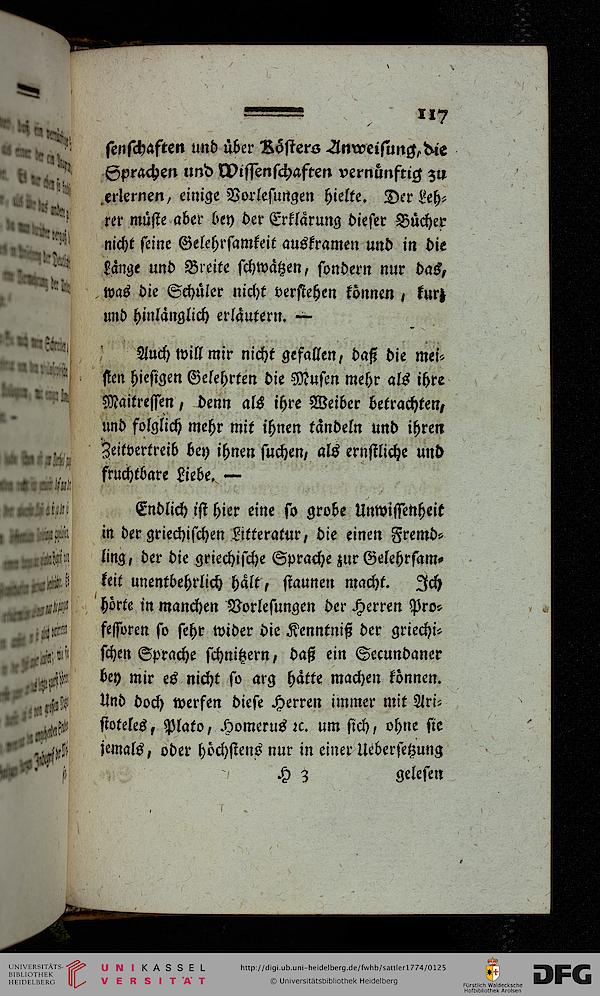 117
senschaften und über Kösters Anweisung, die
Sprachen und Wissenschaften vernünftig zu
erlernen, einige Vorlesungen hielte. Der Leh-
rer müste aber bey der Erklärung dieser Bücher
nicht seine Gelehrsamkeit auskramen und in die
Länge und Breite schwätzen, sondern nur das,
was die Schüler nicht verstehen können, kurz
und hinlänglich erläutern. —
Auch will mir nicht gefallen, daß die mei-
sten hiesigen Gelehrten die Musen mehr als ihre
Maitressen, denn als ihre Weiber betrachten,
und folglich mehr mit ihnen tändeln und ihren
Zeitvertreib bey ihnen suchen, als ernstliche und
fruchtbare Liebe. —
Endlich ist hier eine so grobe Unwissenheit
in der griechischen Litteratur, die einen Fremd-
ling, der die griechische Sprache zur Gelehrsam-
keit unentbehrlich hält, staunen macht. Ich
hörte in manchen Vorlesungen der Herren Pro-
fessoren so sehr wider die Kenntniß der griechi-
schen Sprache schnitzern, daß ein Secundaner
bey mir es nicht so arg hätte machen können.
Und doch werfen diese Herren immer mit Ari-
stoteles, Plato, Homerus ꝛc. um sich, ohne sie
jemals, oder höchstens nur in einer Uebersetzung
H 3 gelesen
UNIVERSITÄTS-
BIBLIOTHEK
HEIDELBERG
UNIKASSEL
VERSITÄT
http://digi.ub.uni-heidelberg.de/fwhb/sattler1774/0125
© Universitätsbibliothek Heidelberg
Fürstlich Waldecksche
Hofbibliothek Arolsen
DFG